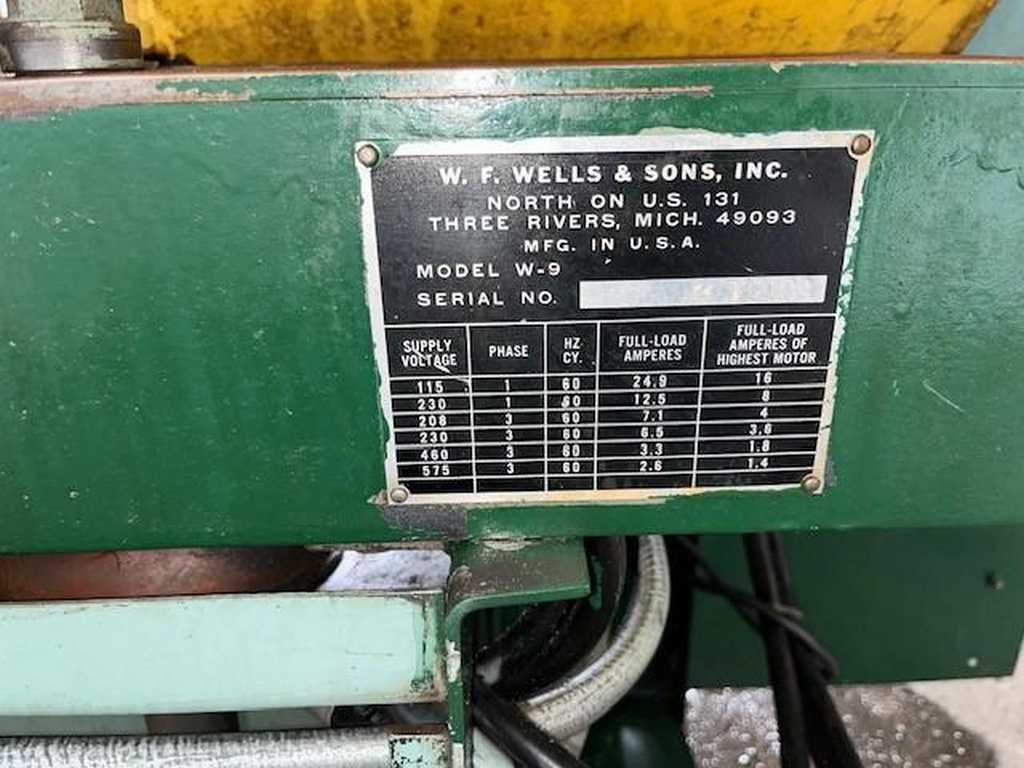 W. F. WELLS & SONS, INC.
NORTH ON U.S. 131
THREE RIVERS, MICH. 49093
MFG. IN U.S.A.
MODEL W-9
SERIAL NO.
SUPPLY VOLTAGE PHASE HZ CY. FULL-LOAD AMPERES FULL-LOAD AMPERES OF HIGHEST MOTOR
115 1 60 24.9 16
230 1 60 12.5 8
208 3 60 7.1 4
230 3 60 6.5 3.6
460 3 60 3.3 1.8
575 3 60 2.6 1.4